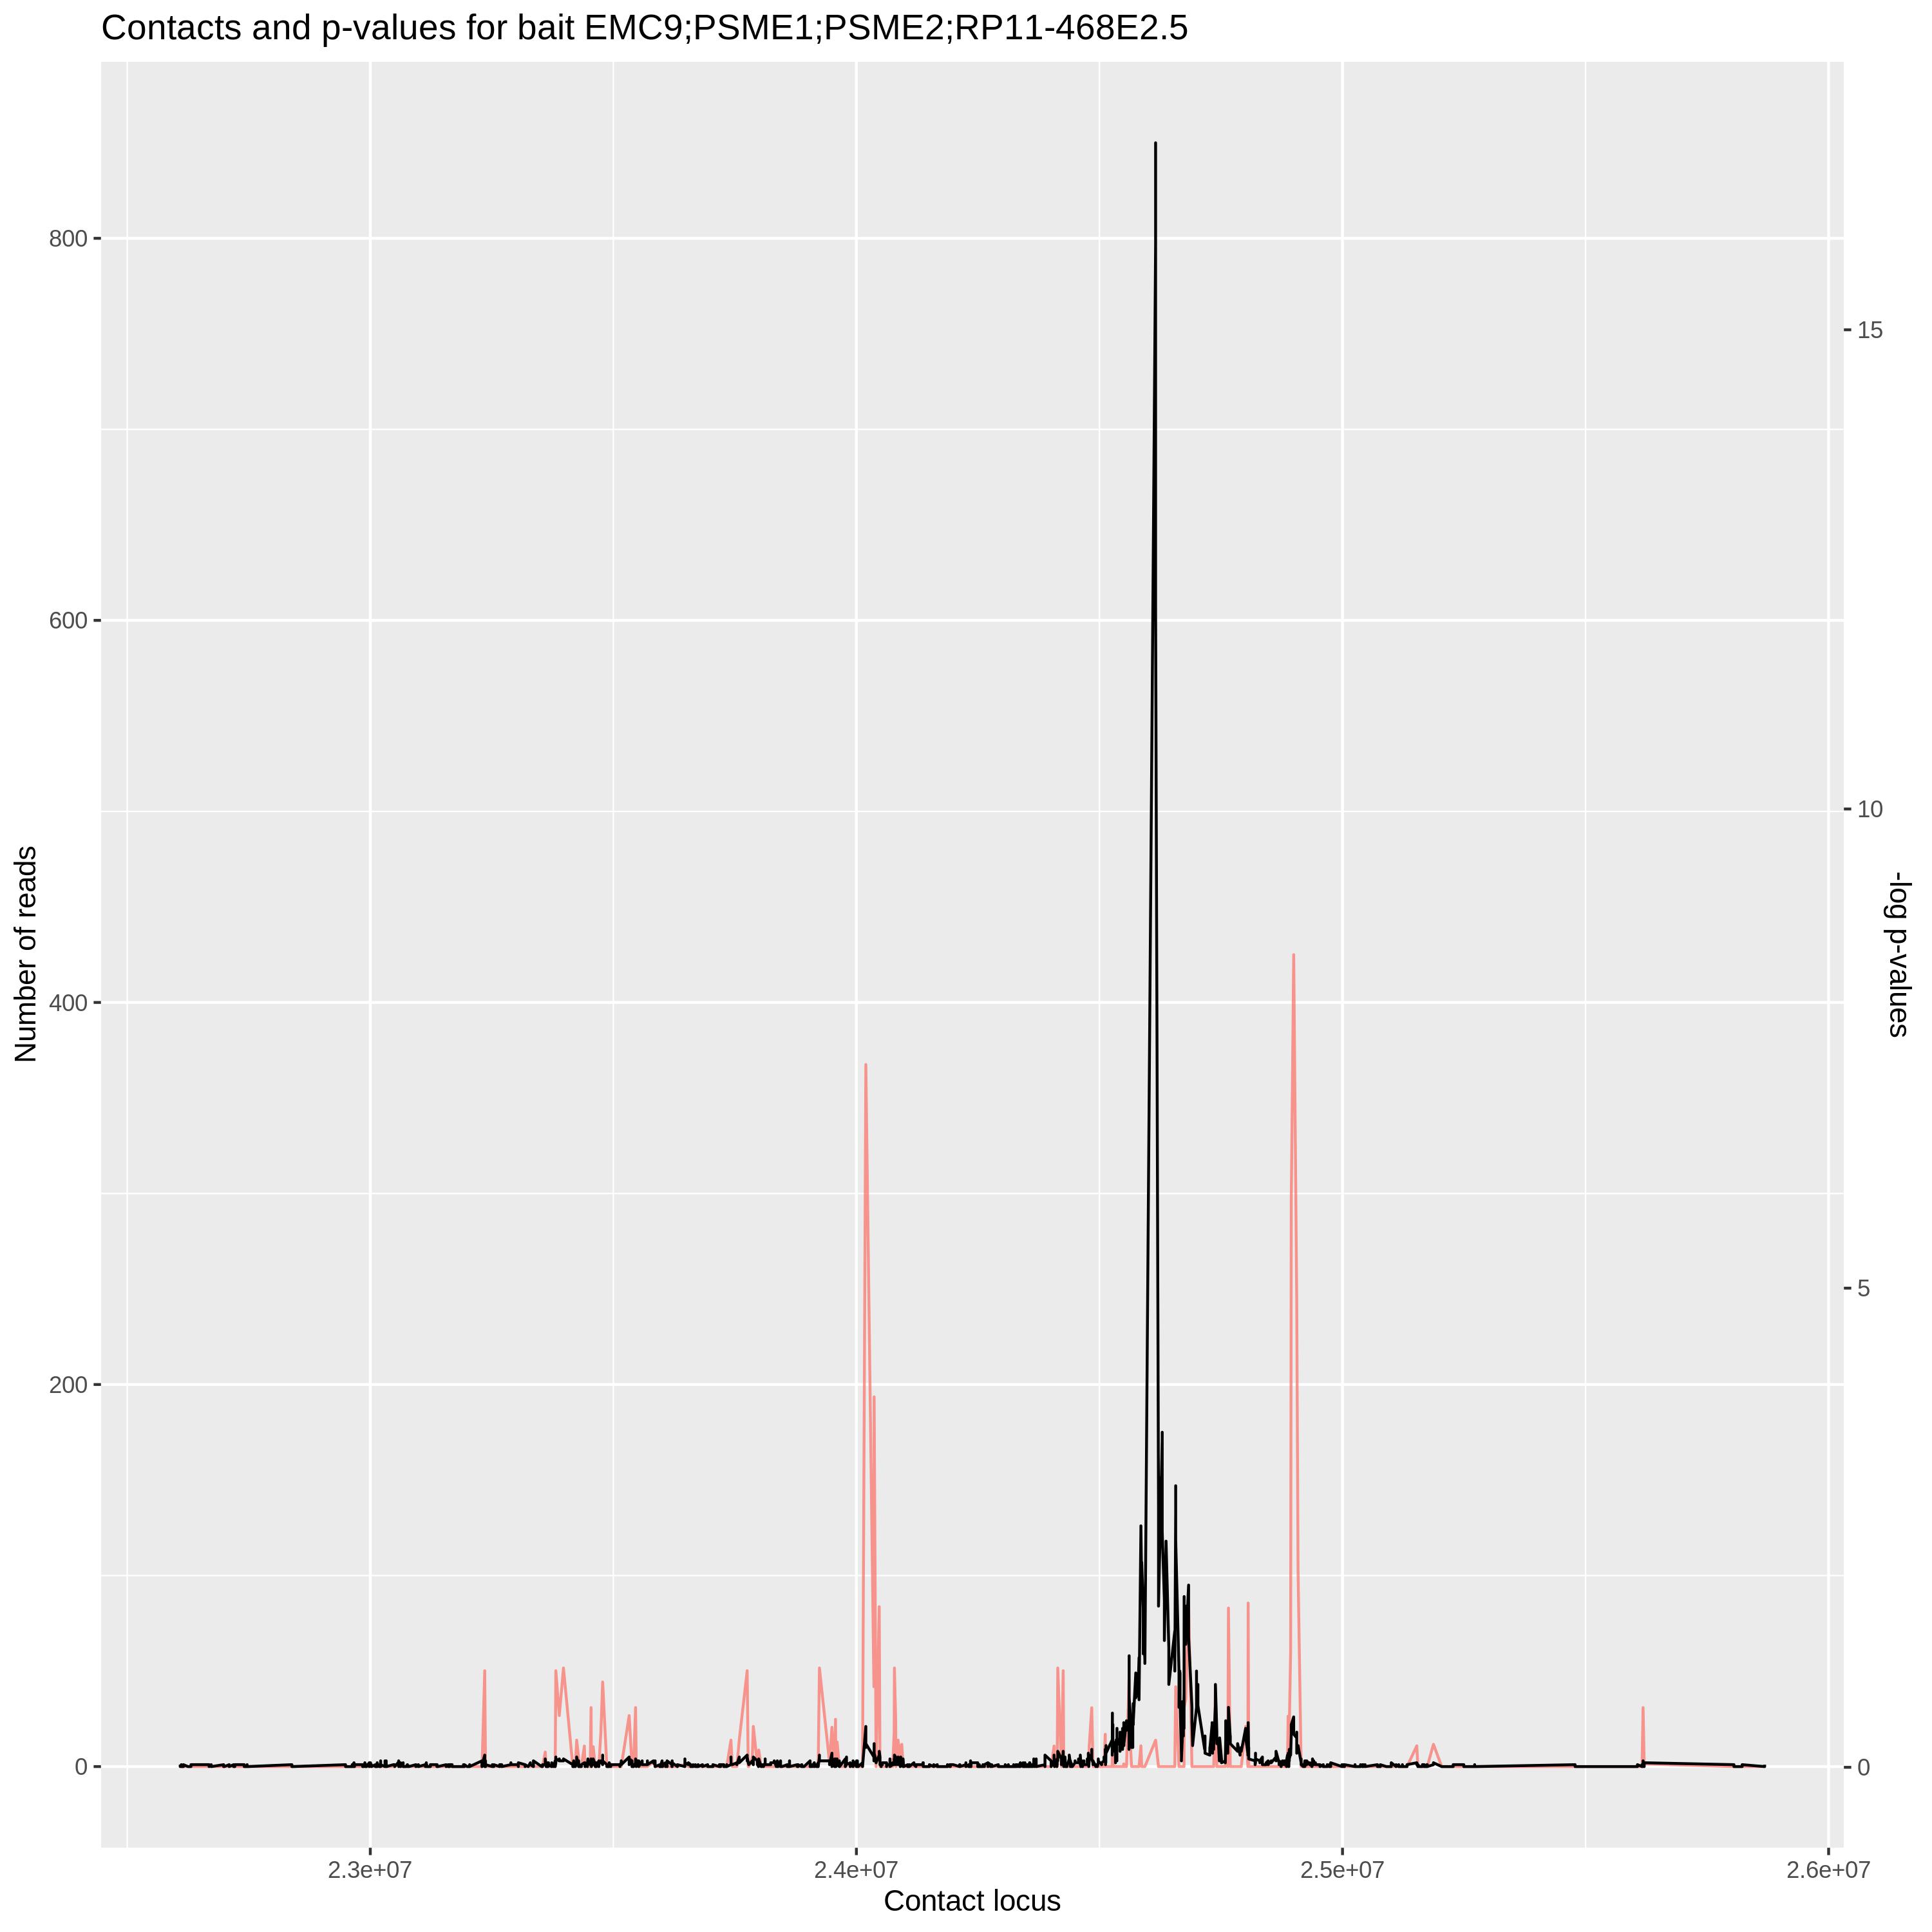 Contacts and p-values for bait EMC9;PSME1;PSME2;RP11-468E2.5
800
600
400
200
0
Number of reads
15
10
5
0
-log p-values
2.3e+07
2.4e+07
2.5e+07
2.6e+07
Contact locus